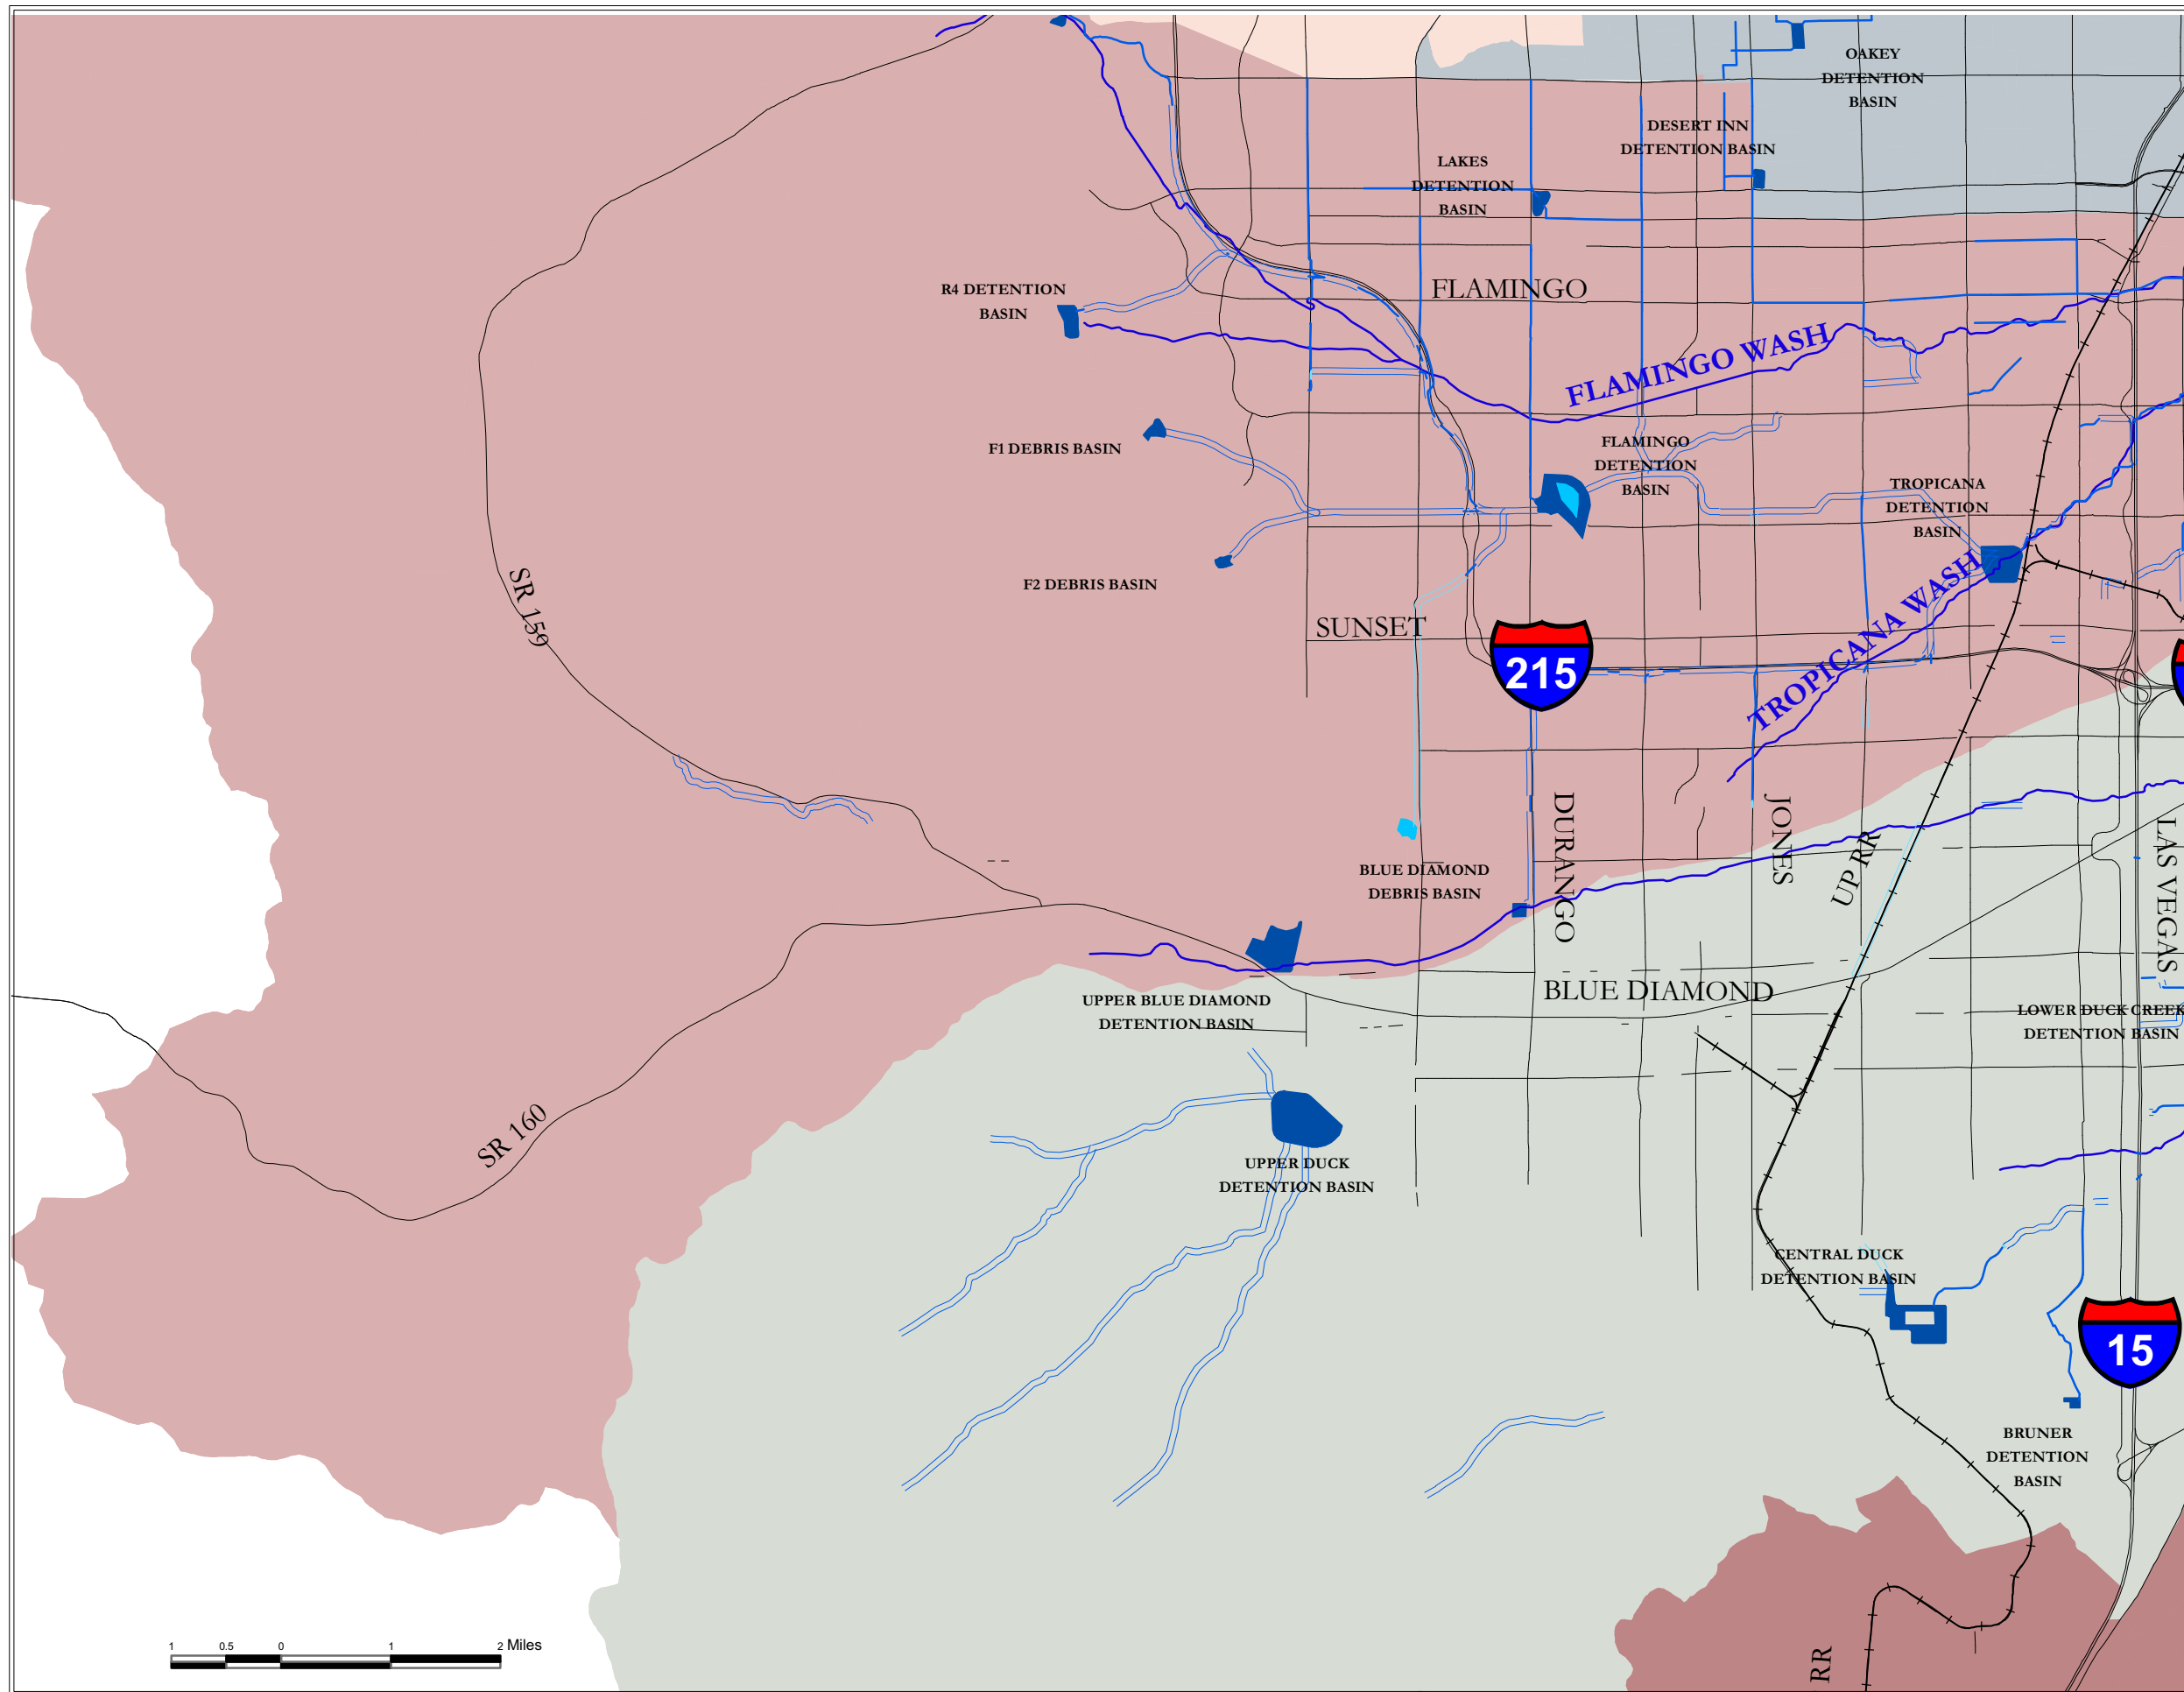 OAKEY
DETENTION
BASIN
DESERT INN
DETENTION BASIN
LAKES
DETENTION
BASIN
R4 DETENTION
BASIN
FLAMINGO
FLAMINGO WASH
F1 DEBRIS BASIN
FLAMINGO
DETENTION
BASIN
TROPICANA
DETENTION
BASIN
F2 DEBRIS BASIN
SR 159
SUNSET
215
TROPICANA WASH
DURANGO
JONES
UP RR
LAS VEGAS
BLUE DIAMOND
DEBRIS BASIN
UPPER BLUE DIAMOND
DETENTION BASIN
BLUE DIAMOND
LOWER DUCK CREEK
DETENTION BASIN
SR 160
UPPER DUCK
DETENTION BASIN
CENTRAL DUCK
DETENTION BASIN
15
BRUNER
DETENTION
BASIN
1 0.5 0 1 2 Miles
RR